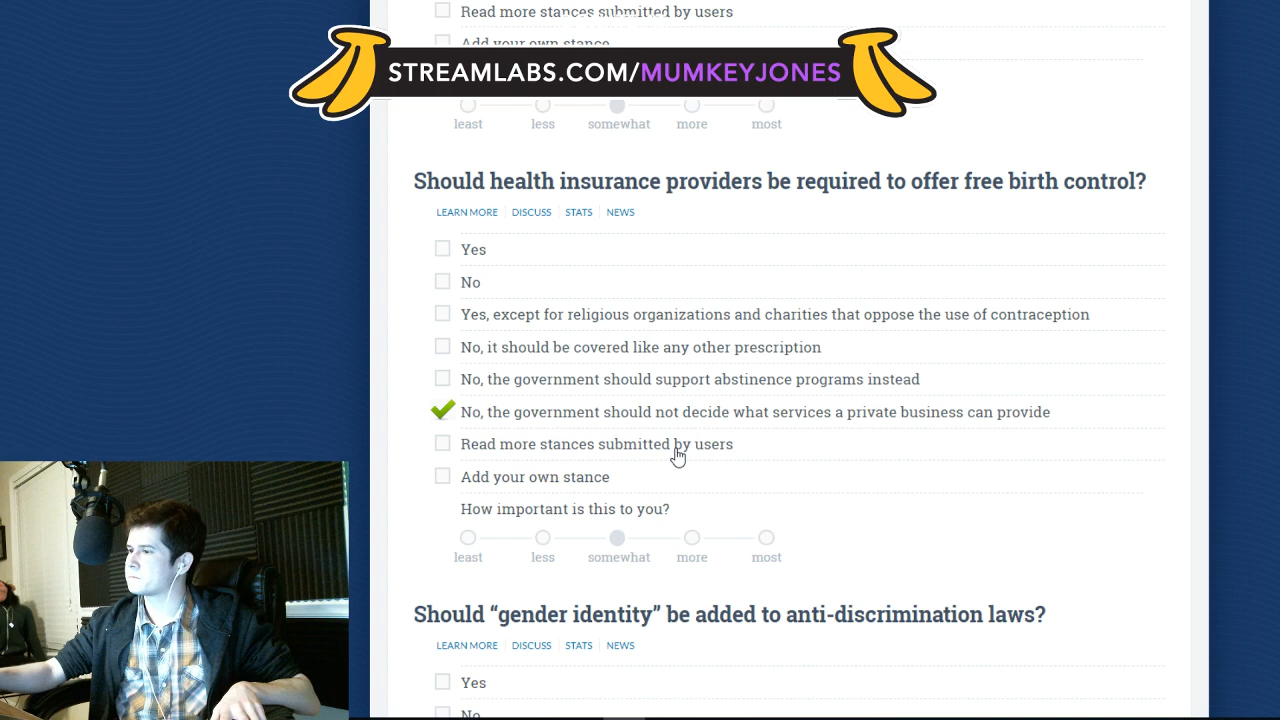 Read more stances submitted by users
Add your own stance
STREAMLABS.COM/MUMKEYJONES
least less somewhat more most
Should health insurance providers be required to offer free birth control?
LEARN MORE DISCUSS STATS NEWS
Yes
No
Yes, except for religious organizations and charities that oppose the use of contraception
No, it should be covered like any other prescription
No, the government should support abstinence programs instead
No, the government should not decide what services a private business can provide
Read more stances submitted by users
Add your own stance
How important is this to you?
least less somewhat more most
Should “gender identity” be added to anti-discrimination laws?
LEARN MORE DISCUSS STATS NEWS
Yes
No